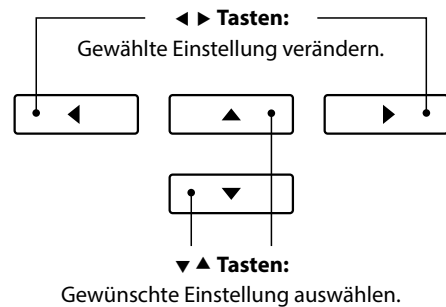 ◀ ▶ Tasten:
Gewählte Einstellung verändern.
◀ ▲ ▶
▼
▼ ▲ Tasten:
Gewünschte Einstellung auswählen.